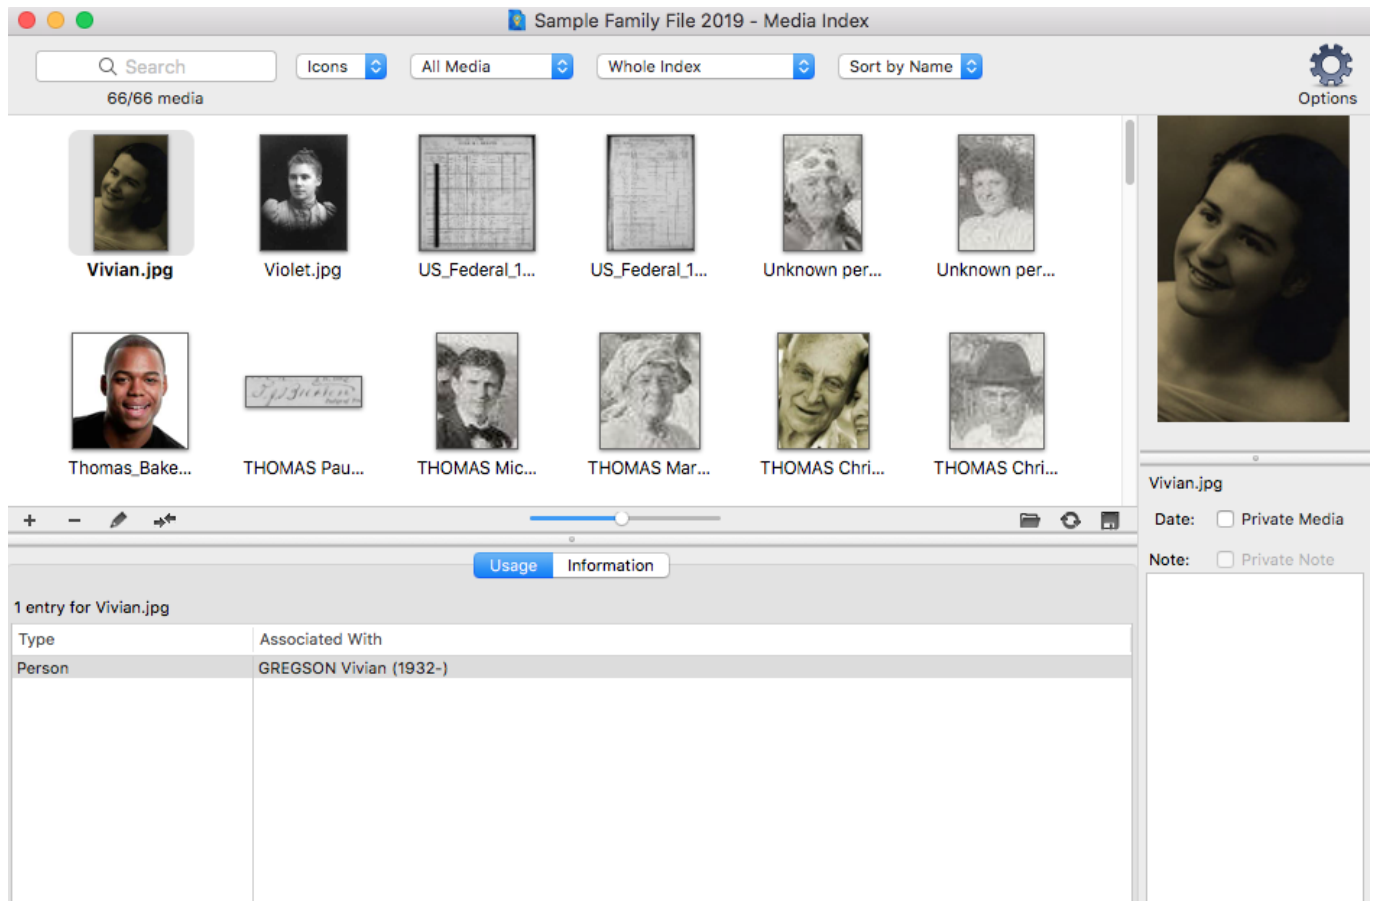 Sample Family File 2019 - Media Index
Search
Icons
All Media
Whole Index
Sort by Name
66/66 media
Options
Vivian.jpg
Violet.jpg
US_Federal_1...
US_Federal_1...
Unknown per...
Unknown per...
Thomas_Bake...
THOMAS Pau...
THOMAS Mic...
THOMAS Mar...
THOMAS Chri...
THOMAS Chri...
Vivian.jpg
Date: Private Media
Note: Private Note
Usage Information
1 entry for Vivian.jpg
Type Associated With
Person GREGSON Vivian (1932-)